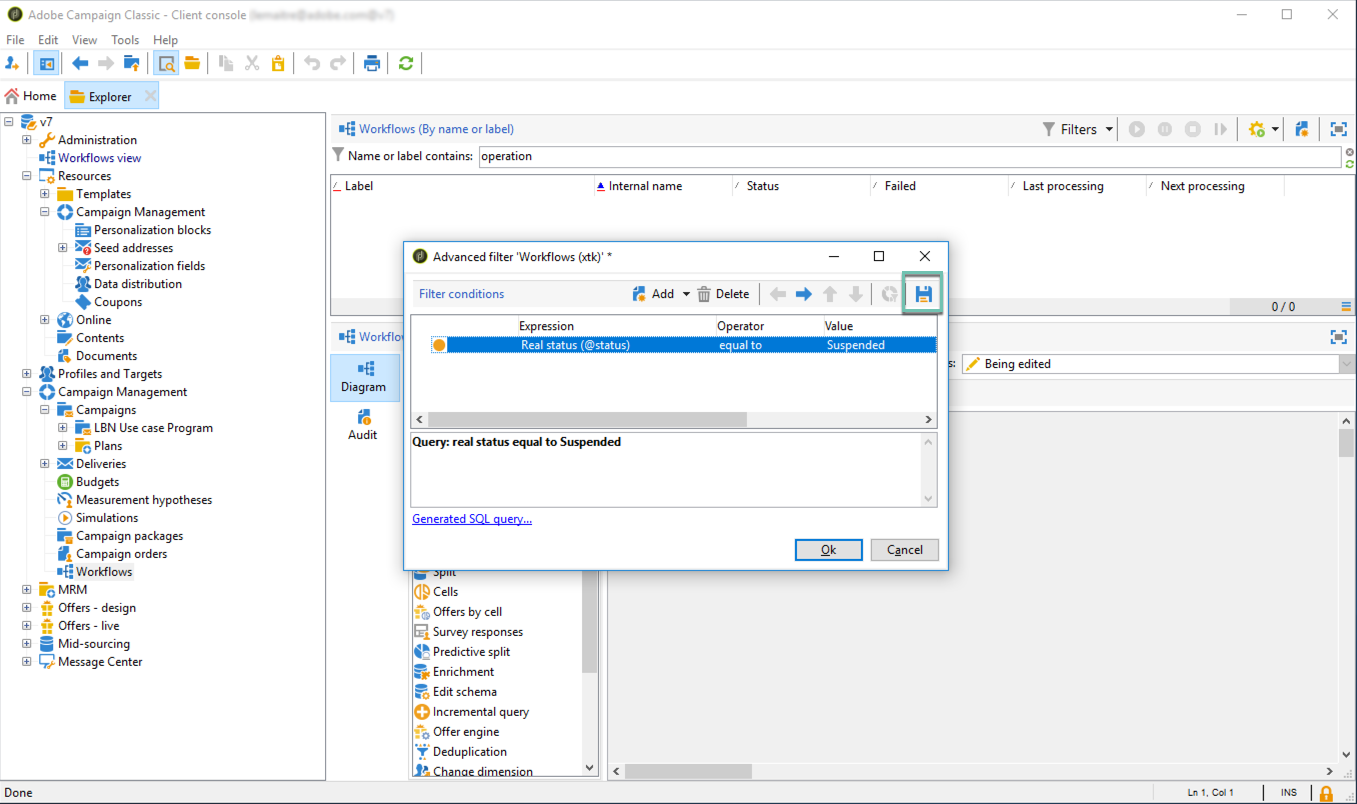 Adobe Campaign Classic - Client console
File Edit View Tools Help
Home Explorer
v7
Administration
Workflows view
Resources
Templates
Campaign Management
Personalization blocks
Seed addresses
Personalization fields
Data distribution
Coupons
Online
Contents
Documents
Profiles and Targets
Campaign Management
Campaigns
LBN Use case Program
Plans
Deliveries
Budgets
Measurement hypotheses
Simulations
Campaign packages
Campaign orders
Workflows
MRM
Offers - design
Offers - live
Mid-sourcing
Message Center
Workflows (By name or label) Filters
Name or label contains: operation
Label Internal name Status Failed Last processing Next processing
0 / 0
Diagram
Audit
s: Being edited
Advanced filter 'Workflows (xtk)' *
Filter conditions Add Delete
Expression Operator Value
Real status (@status) equal to Suspended
Query: real status equal to Suspended
Generated SQL query...
Ok Cancel
Split
Cells
Offers by cell
Survey responses
Predictive split
Enrichment
Edit schema
Incremental query
Offer engine
Deduplication
Change dimension
Done Ln 1, Col 1 INS